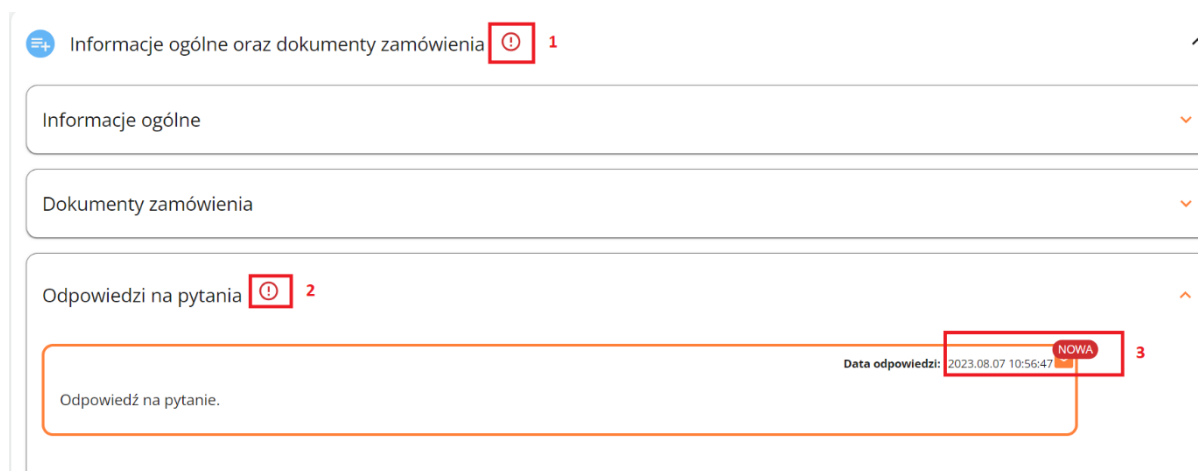 Informacje ogólne oraz dokumenty zamówienia 1
Informacje ogólne
Dokumenty zamówienia
Odpowiedzi na pytania 2
NOWA
Data odpowiedzi: 2023.08.07 10:56:47 3
Odpowiedź na pytanie.